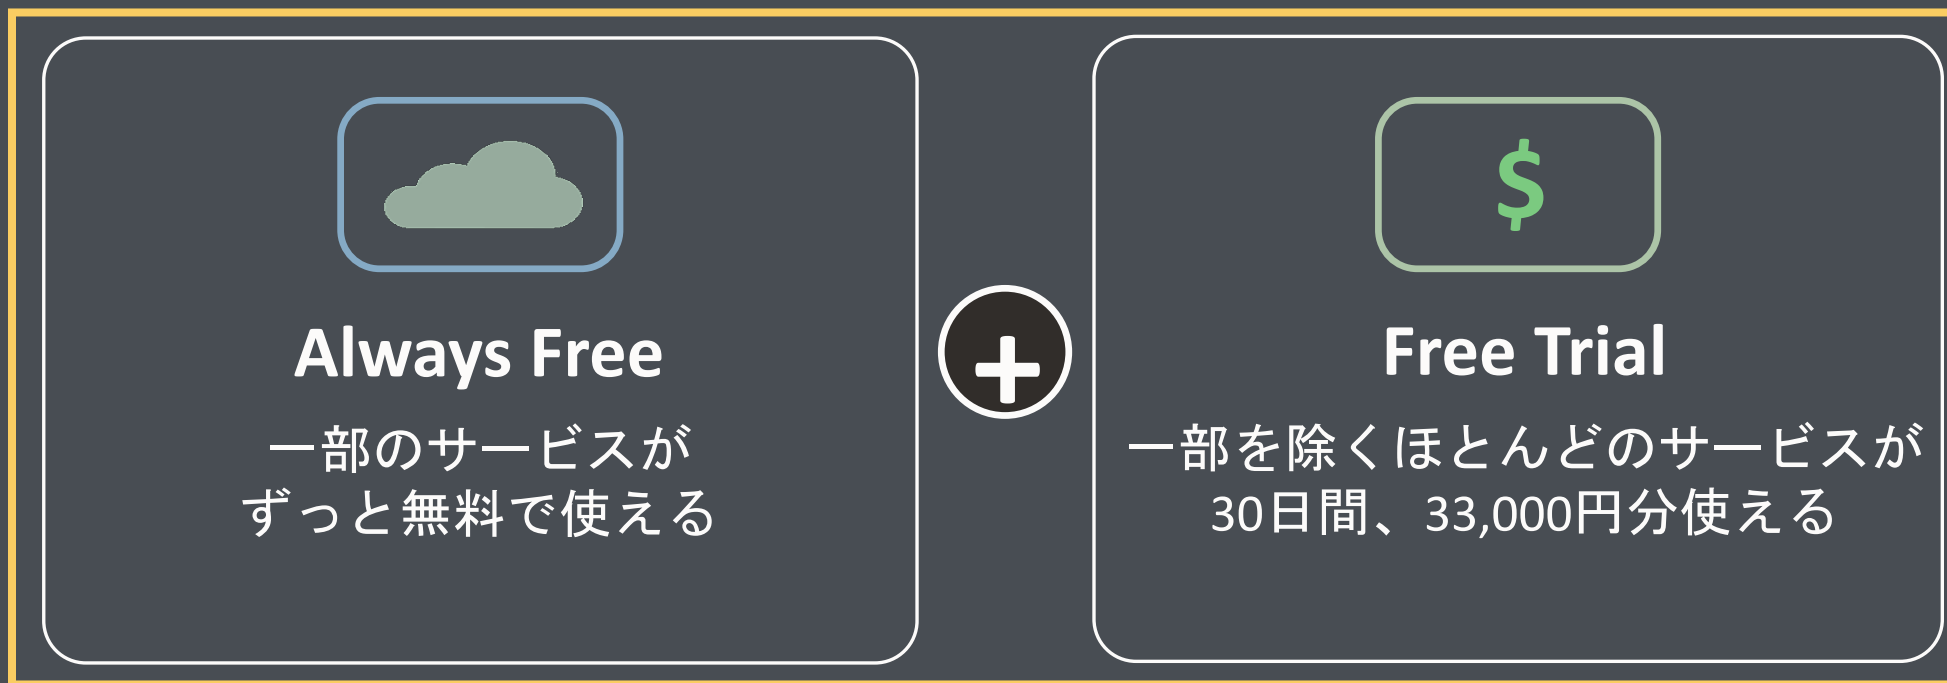 Always Free
一部のサービスが
ずっと無料で使える
+
$
Free Trial
一部を除くほとんどのサービスが
30日間、33,000円分使える